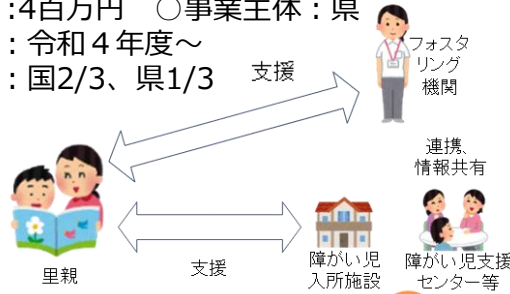 :4百万円　○事業主体：県
：令和４年度～
：国2/3、県1/3
支援
フォスタ
リング
機関
連携、
情報共有
里親
支援
障がい児
入所施設
障がい児支援
センター等